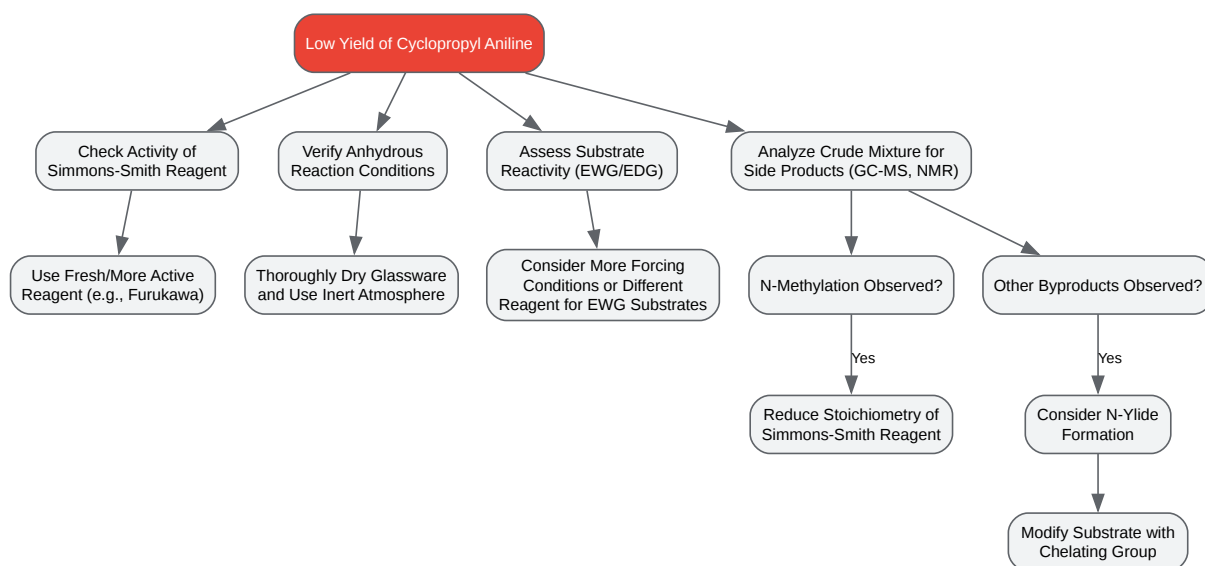 Low Yield of Cyclopropyl Aniline
Check Activity of
Simmons-Smith Reagent
Verify Anhydrous
Reaction Conditions
Assess Substrate
Reactivity (EWG/EDG)
Analyze Crude Mixture for
Side Products (GC-MS, NMR)
Use Fresh/More Active
Reagent (e.g., Furukawa)
Thoroughly Dry Glassware
and Use Inert Atmosphere
Consider More Forcing
Conditions or Different
Reagent for EWG Substrates
N-Methylation Observed?
Other Byproducts Observed?
Yes
Yes
Reduce Stoichiometry of
Simmons-Smith Reagent
Consider N-Ylide
Formation
Modify Substrate with
Chelating Group